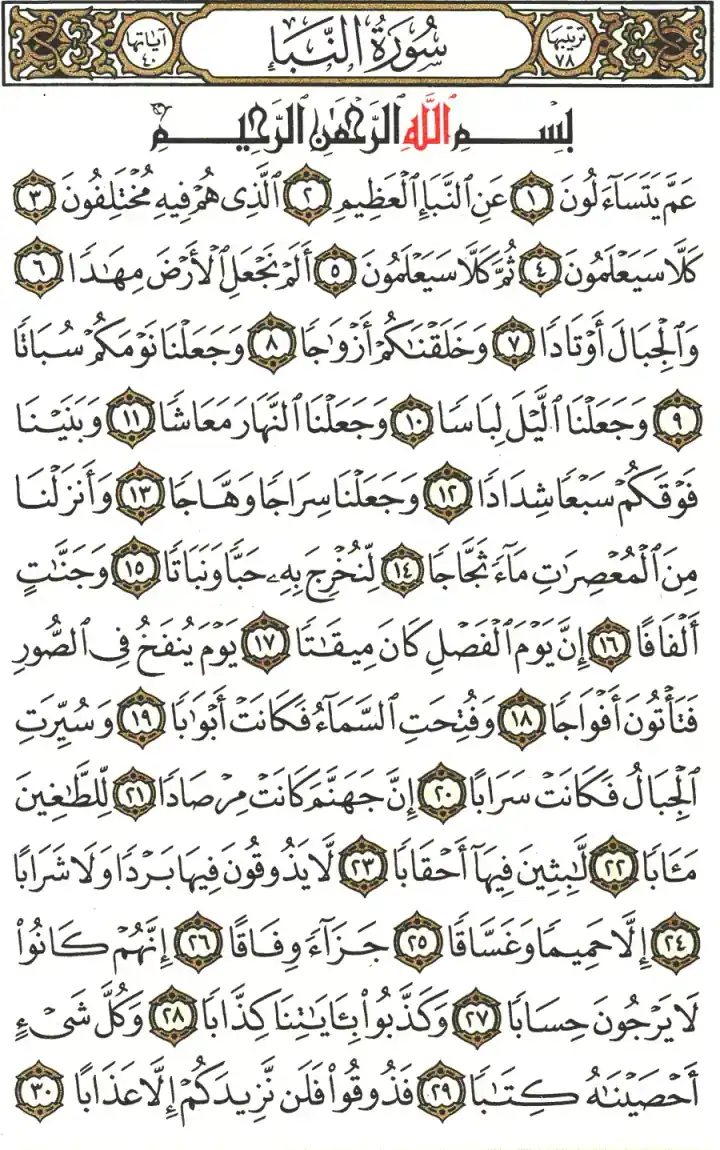 ترتيبها ٧٨ سُورَةُ النَّبَإِ آياتها ٤٠
بِسْمِ ٱللَّهِ ٱلرَّحْمَٰنِ ٱلرَّحِيمِ
عَمَّ يَتَسَآءَلُونَ ١ عَنِ ٱلنَّبَإِ ٱلْعَظِيمِ ٢ ٱلَّذِى هُمْ فِيهِ مُخْتَلِفُونَ ٣
كَلَّا سَيَعْلَمُونَ ٤ ثُمَّ كَلَّا سَيَعْلَمُونَ ٥ أَلَمْ نَجْعَلِ ٱلْأَرْضَ مِهَٰدًا ٦
وَٱلْجِبَالَ أَوْتَادًا ٧ وَخَلَقْنَٰكُمْ أَزْوَٰجًا ٨ وَجَعَلْنَا نَوْمَكُمْ سُبَاتًا
٩ وَجَعَلْنَا ٱلَّيْلَ لِبَاسًا ١٠ وَجَعَلْنَا ٱلنَّهَارَ مَعَاشًا ١١ وَبَنَيْنَا
فَوْقَكُمْ سَبْعًا شِدَادًا ١٢ وَجَعَلْنَا سِرَاجًا وَهَّاجًا ١٣ وَأَنزَلْنَا
مِنَ ٱلْمُعْصِرَٰتِ مَآءً ثَجَّاجًا ١٤ لِّنُخْرِجَ بِهِۦ حَبًّا وَنَبَاتًا ١٥ وَجَنَّٰتٍ
أَلْفَافًا ١٦ إِنَّ يَوْمَ ٱلْفَصْلِ كَانَ مِيقَٰتًا ١٧ يَوْمَ يُنفَخُ فِى ٱلصُّورِ
فَتَأْتُونَ أَفْوَاجًا ١٨ وَفُتِحَتِ ٱلسَّمَآءُ فَكَانَتْ أَبْوَٰبًا ١٩ وَسُيِّرَتِ
ٱلْجِبَالُ فَكَانَتْ سَرَابًا ٢٠ إِنَّ جَهَنَّمَ كَانَتْ مِرْصَادًا ٢١ لِّلطَّٰغِينَ
مَـَٔابًا ٢٢ لَّٰبِثِينَ فِيهَآ أَحْقَابًا ٢٣ لَّا يَذُوقُونَ فِيهَا بَرْدًا وَلَا شَرَابًا
٢٤ إِلَّا حَمِيمًا وَغَسَّاقًا ٢٥ جَزَآءً وِفَاقًا ٢٦ إِنَّهُمْ كَانُوا۟
لَا يَرْجُونَ حِسَابًا ٢٧ وَكَذَّبُوا۟ بِـَٔايَٰتِنَا كِذَّابًا ٢٨ وَكُلَّ شَىْءٍ
أَحْصَيْنَٰهُ كِتَٰبًا ٢٩ فَذُوقُوا۟ فَلَن نَّزِيدَكُمْ إِلَّا عَذَابًا ٣٠